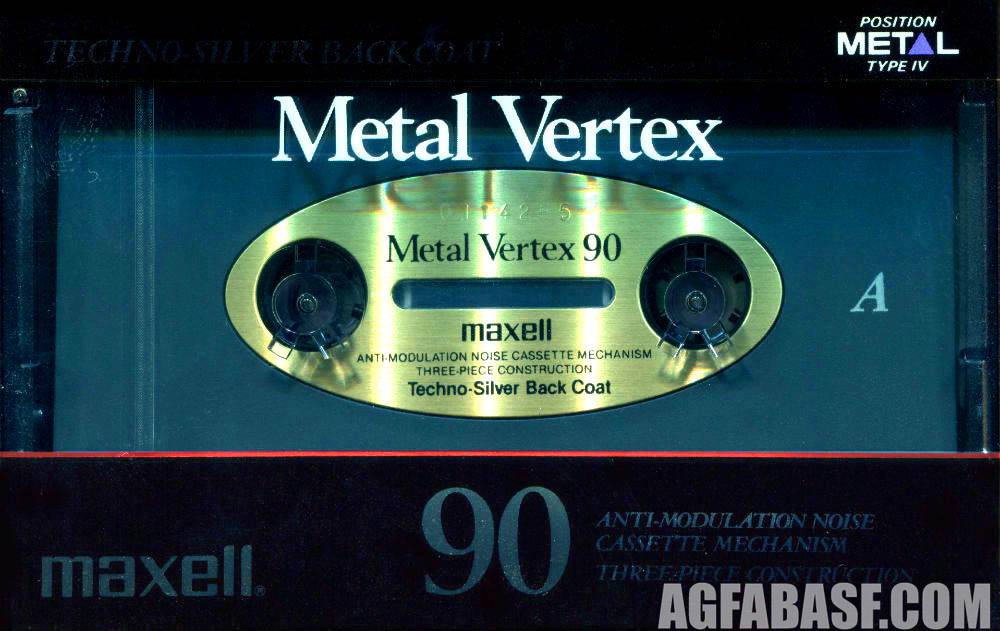 TECHNO-SILVER BACK COAT
POSITION
METAL
TYPE IV
Metal Vertex
Metal Vertex 90
maxell
ANTI-MODULATION NOISE CASSETTE MECHANISM
THREE-PIECE CONSTRUCTION
Techno-Silver Back Coat
A
maxell®
90
ANTI-MODULATION NOISE
CASSETTE MECHANISM
THREE-PIECE CONSTRUCTION
AGFABASF.COM